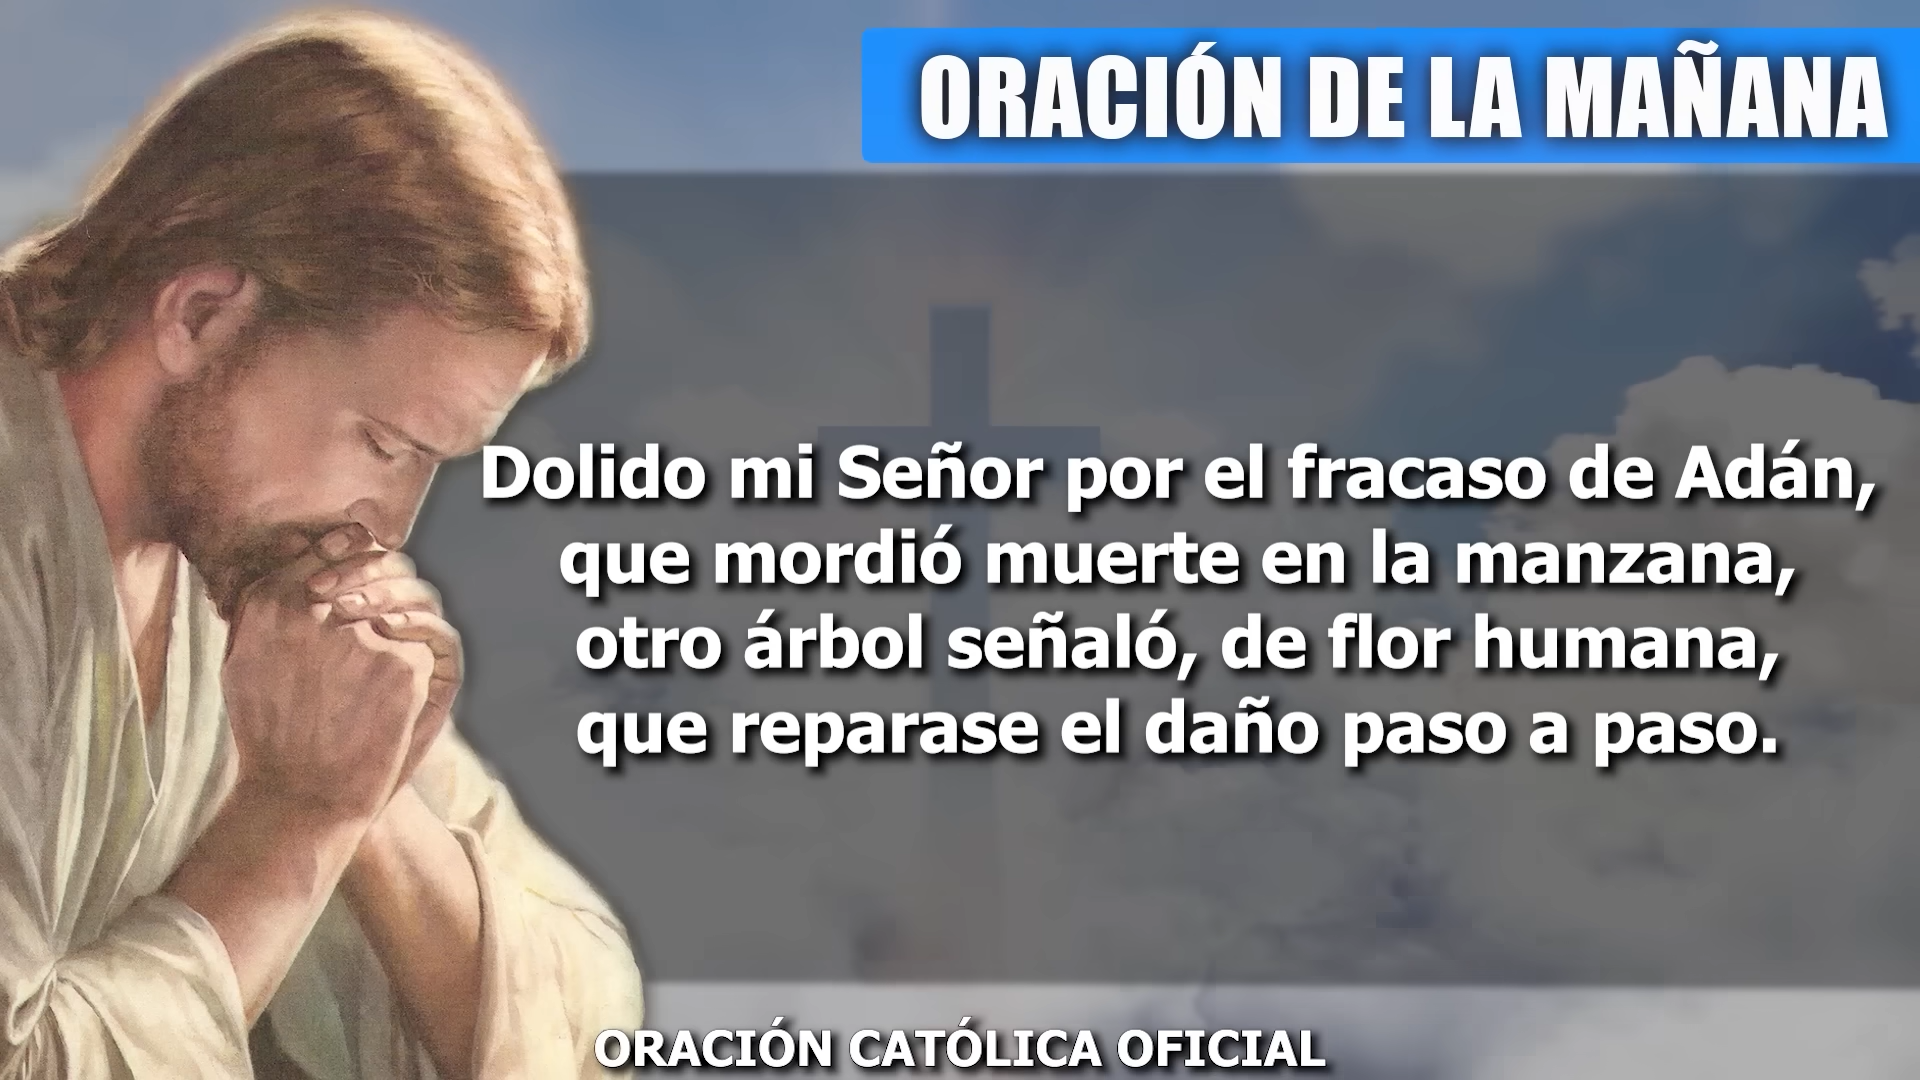 ORACIÓN DE LA MAÑANA
Dolido mi Señor por el fracaso de Adán,
que mordió muerte en la manzana,
otro árbol señaló, de flor humana,
que reparase el daño paso a paso.
ORACIÓN CATÓLICA OFICIAL